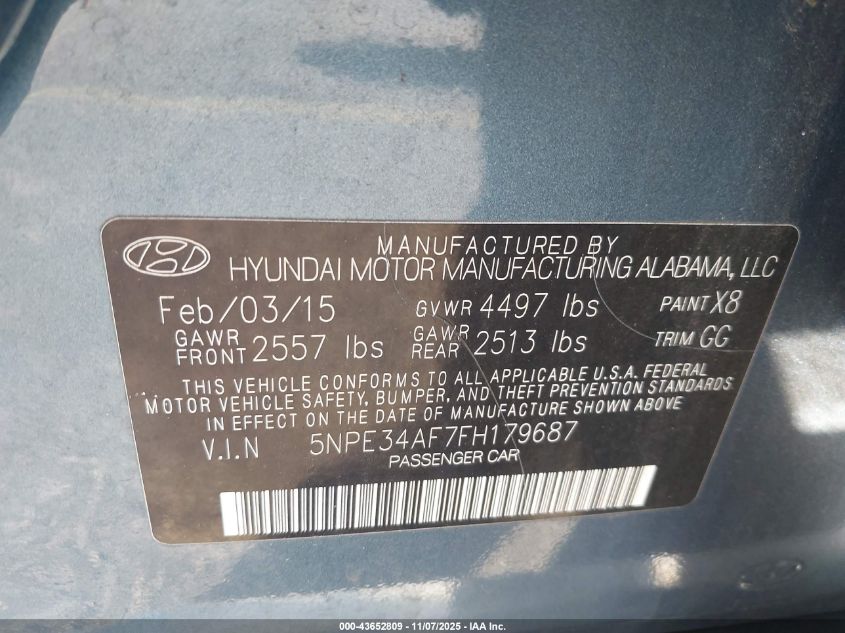 MANUFACTURED BY
HYUNDAI MOTOR MANUFACTURING ALABAMA, LLC
Feb/03/15 GVWR 4497 lbs PAINT X8
GAWR FRONT 2557 lbs GAWR REAR 2513 lbs TRIM GG
THIS VEHICLE CONFORMS TO ALL APPLICABLE U.S.A. FEDERAL
MOTOR VEHICLE SAFETY, BUMPER, AND THEFT PREVENTION STANDARDS
IN EFFECT ON THE DATE OF MANUFACTURE SHOWN ABOVE
V.I.N 5NPE34AF7FH179687
PASSENGER CAR
000-43652809 - 11/07/2025 - IAA Inc.